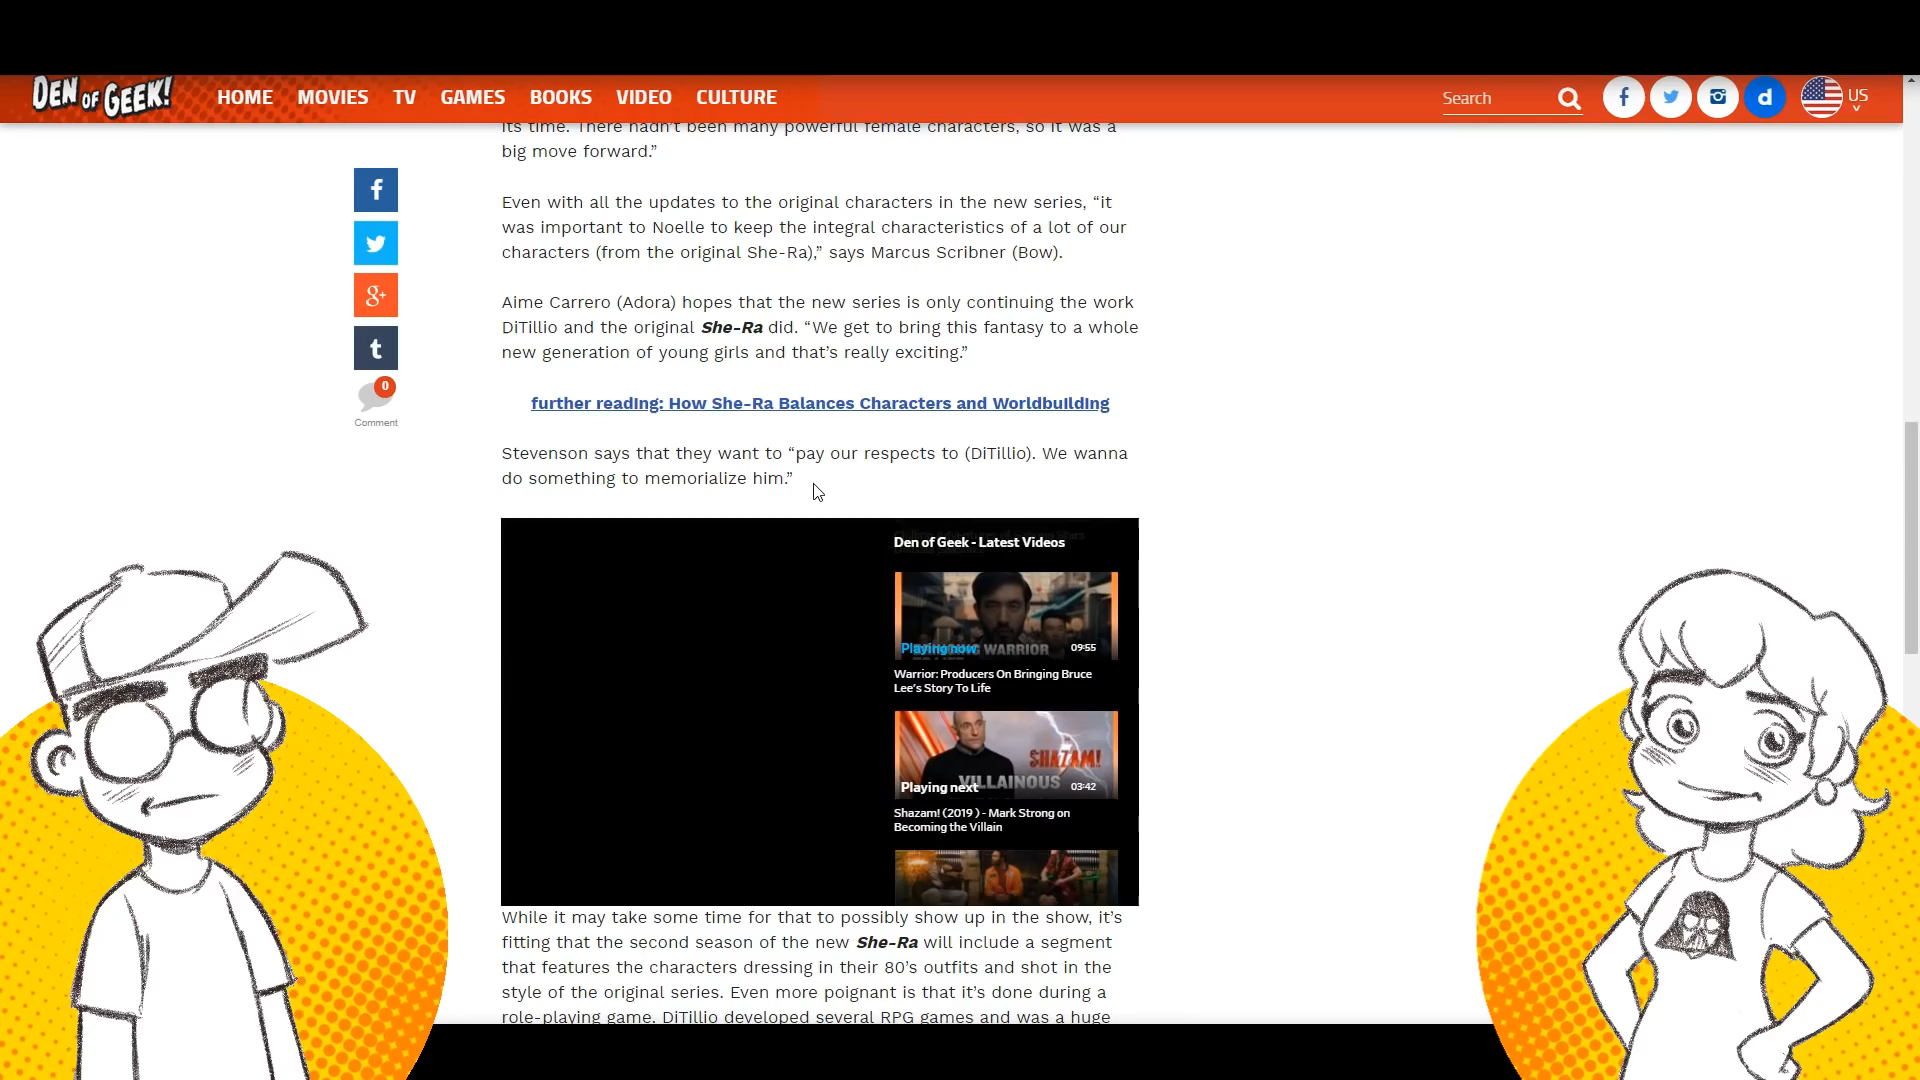 DEN OF GEEK!
HOME MOVIES TV GAMES BOOKS VIDEO CULTURE
Search
US
its time. There hadn't been many powerful female characters, so it was a
big move forward.”
Even with all the updates to the original characters in the new series, “it
was important to Noelle to keep the integral characteristics of a lot of our
characters (from the original She-Ra),” says Marcus Scribner (Bow).
Aime Carrero (Adora) hopes that the new series is only continuing the work
DiTillio and the original She-Ra did. “We get to bring this fantasy to a whole
new generation of young girls and that’s really exciting.”
0
Comment
further reading: How She-Ra Balances Characters and Worldbuilding
Stevenson says that they want to “pay our respects to (DiTillio). We wanna
do something to memorialize him.”
Den of Geek - Latest Videos
Playing now
WARRIOR
09:55
Warrior: Producers On Bringing Bruce
Lee's Story To Life
SHAZAM!
VILLAINOUS
Playing next
03:42
Shazam! (2019) - Mark Strong on
Becoming the Villain
While it may take some time for that to possibly show up in the show, it’s
fitting that the second season of the new She-Ra will include a segment
that features the characters dressing in their 80’s outfits and shot in the
style of the original series. Even more poignant is that it’s done during a
role-playing game. DiTillio developed several RPG games and was a huge